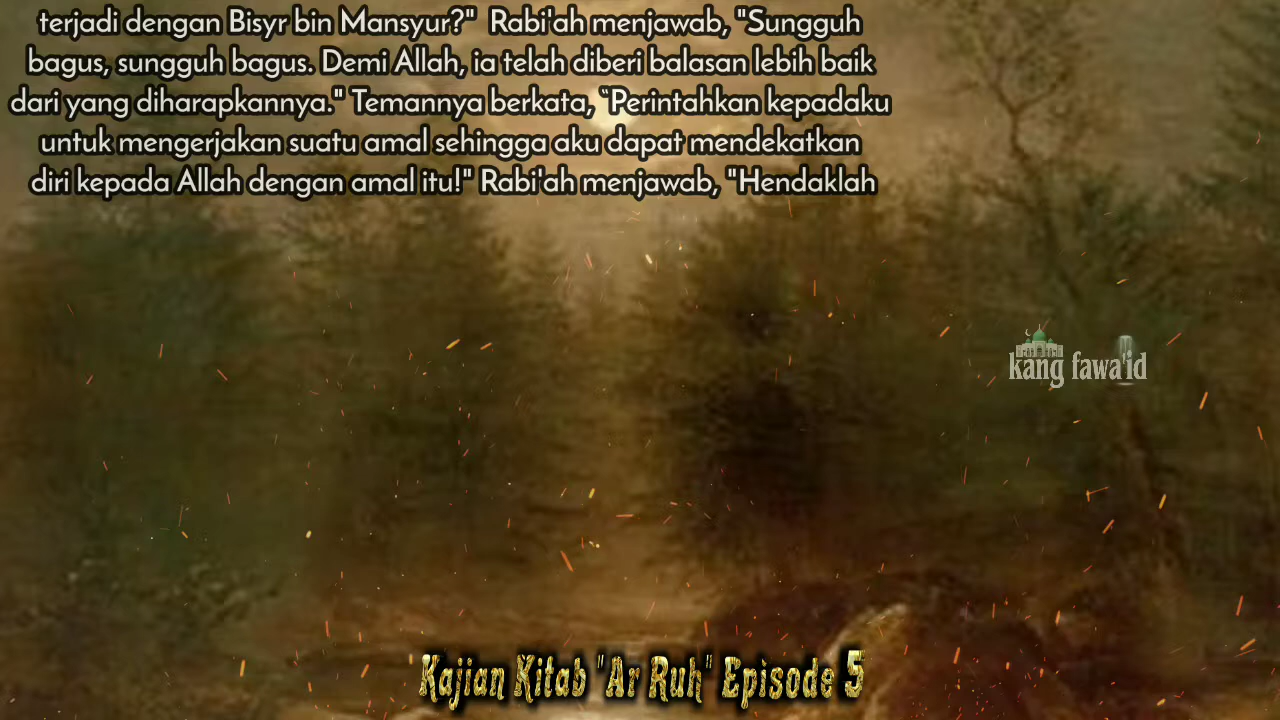 terjadi dengan Bisyr bin Mansyur?" Rabi'ah menjawab, "Sungguh
bagus, sungguh bagus. Demi Allah, ia telah diberi balasan lebih baik
dari yang diharapkannya." Temannya berkata, “Perintahkan kepadaku
untuk mengerjakan suatu amal sehingga aku dapat mendekatkan
diri kepada Allah dengan amal itu!" Rabi'ah menjawab, "Hendaklah
kang fawa'id
Kajian Kitab "Ar Ruh" Episode 5